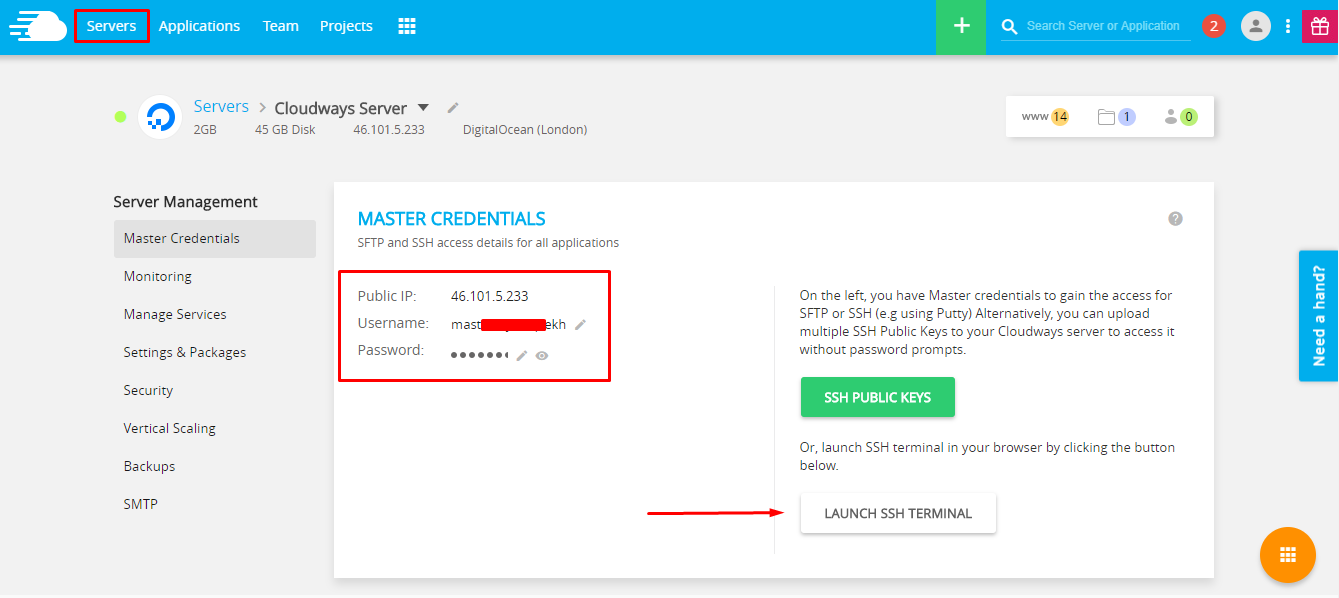 Servers Applications Team Projects
Search Server or Application 2
Servers > Cloudways Server
2GB 45 GB Disk 46.101.5.233 DigitalOcean (London)
www 14 1 0
Server Management
Master Credentials
Monitoring
Manage Services
Settings & Packages
Security
Vertical Scaling
Backups
SMTP
MASTER CREDENTIALS
SFTP and SSH access details for all applications
?
Public IP: 46.101.5.233
Username: mast ekh
Password: •••••••
On the left, you have Master credentials to gain the access for
SFTP or SSH (e.g using Putty) Alternatively, you can upload
multiple SSH Public Keys to your Cloudways server to access it
without password prompts.
SSH PUBLIC KEYS
Or, launch SSH terminal in your browser by clicking the button
below.
LAUNCH SSH TERMINAL
Need a hand?